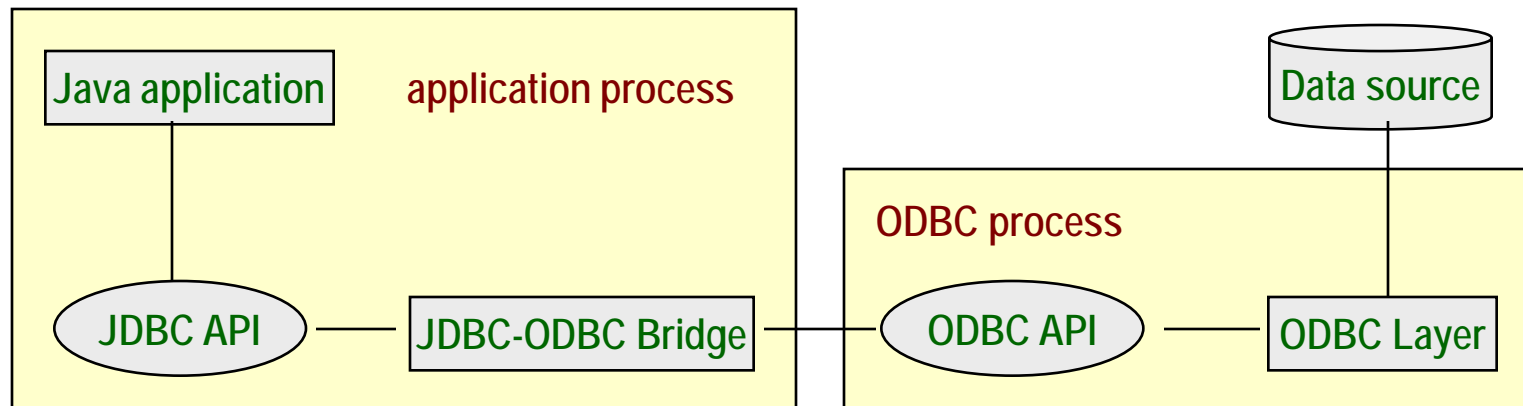 Java application
application process
Data source
ODBC process
JDBC API
JDBC-ODBC Bridge
ODBC API
ODBC Layer